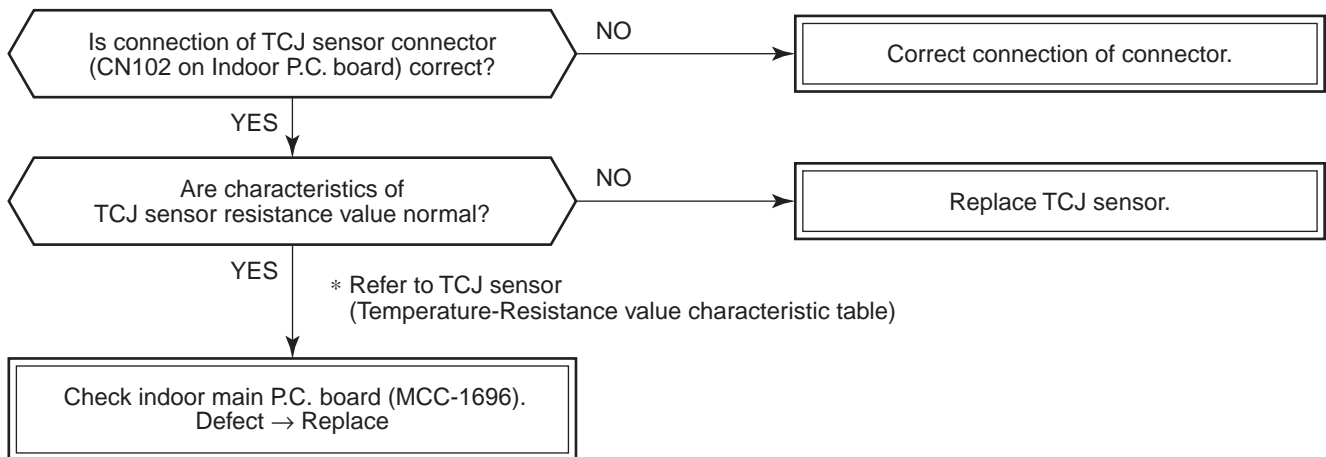 Is connection of TCJ sensor connector
(CN102 on Indoor P.C. board) correct?
NO
Correct connection of connector.
YES
Are characteristics of
TCJ sensor resistance value normal?
NO
Replace TCJ sensor.
YES
* Refer to TCJ sensor
(Temperature-Resistance value characteristic table)
Check indoor main P.C. board (MCC-1696).
Defect → Replace